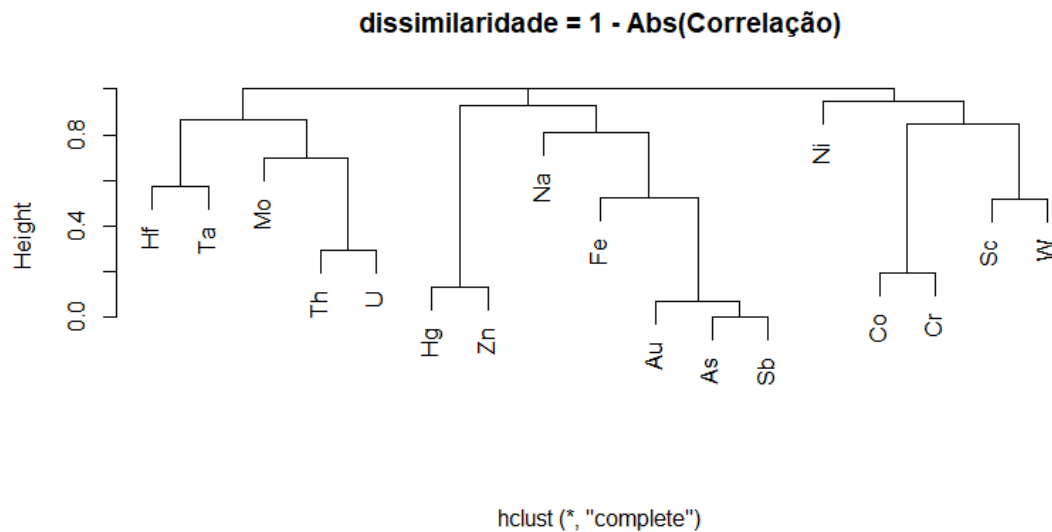 dissimilaridade = 1 - Abs(Correlação)
Height
0.8
0.4
0.0
Hf
Ta
Mo
Th
U
Hg
Zn
Na
Fe
Au
As
Sb
Ni
Co
Cr
Sc
W
hclust (*, "complete")